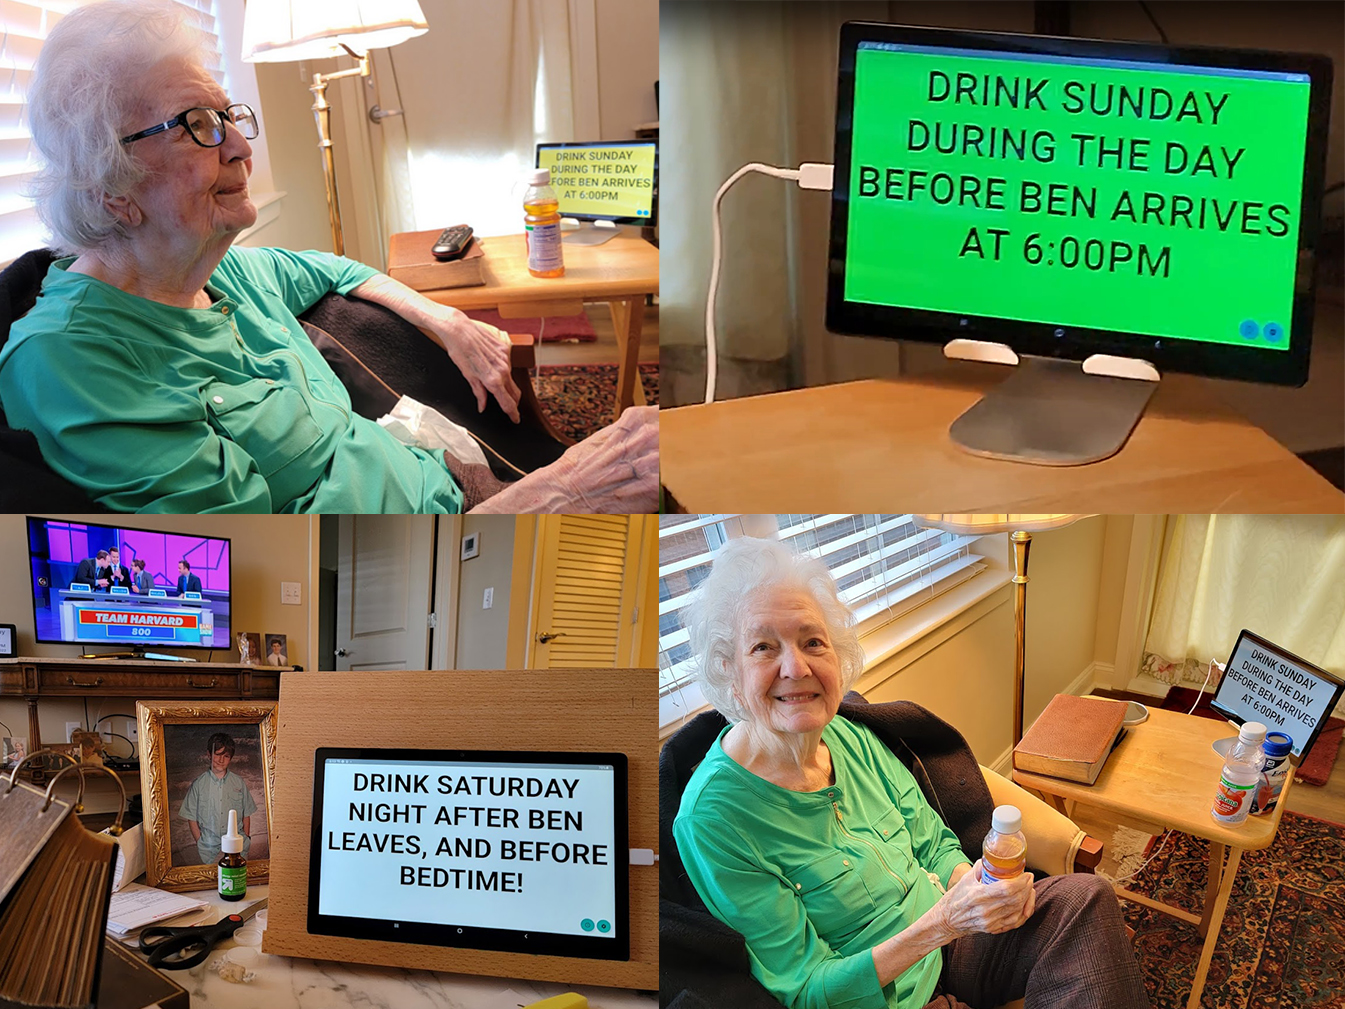 DRINK SUNDAY
DURING THE DAY
EFORE BEN ARRIVES
AT 6:00PM
DRINK SUNDAY
DURING THE DAY
BEFORE BEN ARRIVES
AT 6:00PM
TEAM HARVARD
800
DRINK SATURDAY
NIGHT AFTER BEN
LEAVES, AND BEFORE
BEDTIME!
DRINK SUNDAY
DURING THE DAY
BEFORE BEN ARRIVES
AT 6:00PM